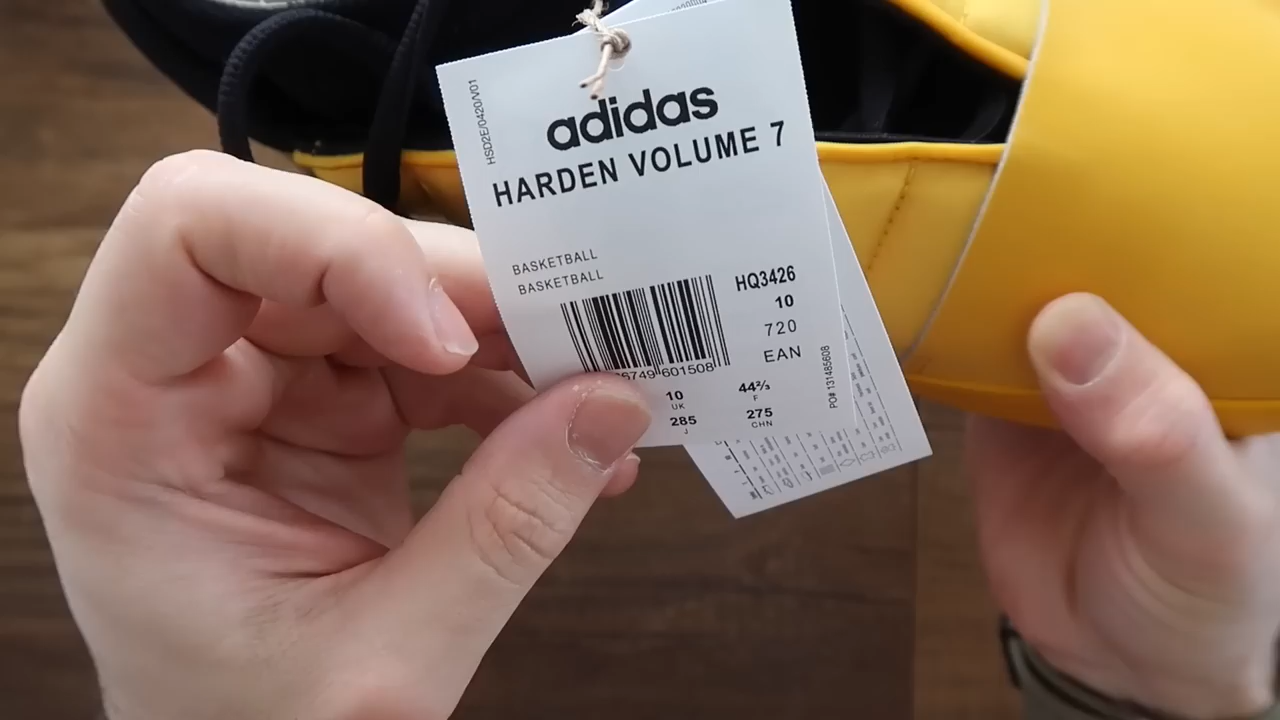 HSD2E/0420/V01
adidas
HARDEN VOLUME 7
BASKETBALL
BASKETBALL
HQ3426
10
720
EAN
6749 601508
10
UK
44⅔
F
285
J
275
CHN
PO# 131485608